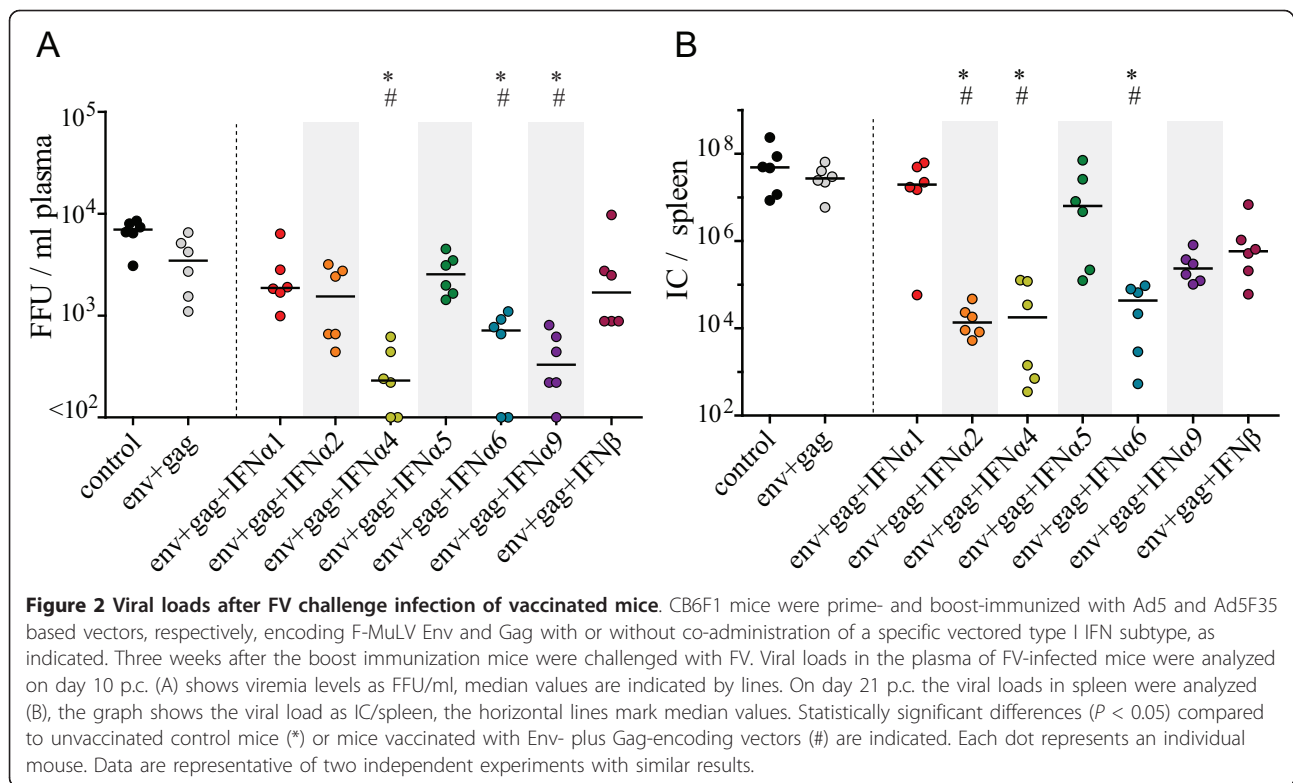 A
B
* * *
# # #
* * *
# # #
FFU / ml plasma
10^5
10^4
10^3
<10^2
IC / spleen
10^8
10^6
10^4
10^2
control
env+gag
env+gag+IFNα1
env+gag+IFNα2
env+gag+IFNα4
env+gag+IFNα5
env+gag+IFNα6
env+gag+IFNα9
env+gag+IFNβ
control
env+gag
env+gag+IFNα1
env+gag+IFNα2
env+gag+IFNα4
env+gag+IFNα5
env+gag+IFNα6
env+gag+IFNα9
env+gag+IFNβ
Figure 2 Viral loads after FV challenge infection of vaccinated mice. CB6F1 mice were prime- and boost-immunized with Ad5 and Ad5F35
based vectors, respectively, encoding F-MuLV Env and Gag with or without co-administration of a specific vectored type I IFN subtype, as
indicated. Three weeks after the boost immunization mice were challenged with FV. Viral loads in the plasma of FV-infected mice were analyzed
on day 10 p.c. (A) shows viremia levels as FFU/ml, median values are indicated by lines. On day 21 p.c. the viral loads in spleen were analyzed
(B), the graph shows the viral load as IC/spleen, the horizontal lines mark median values. Statistically significant differences (P < 0.05) compared
to unvaccinated control mice (*) or mice vaccinated with Env- plus Gag-encoding vectors (#) are indicated. Each dot represents an individual
mouse. Data are representative of two independent experiments with similar results.